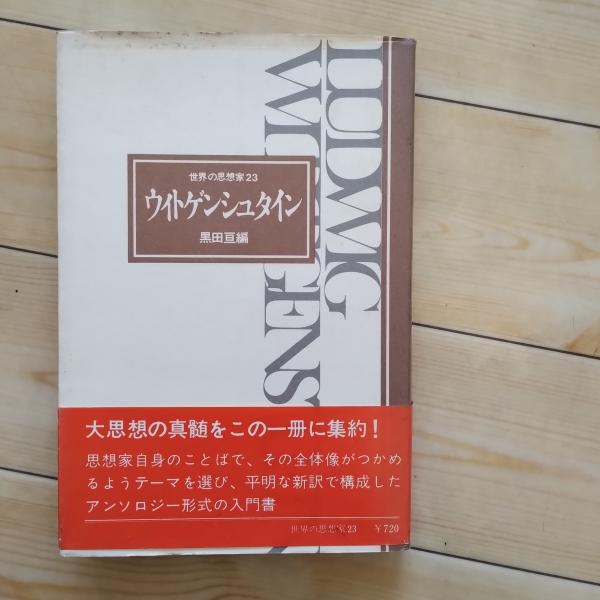 LUDWIG
世界の思想家23
ウイトゲンシュタイン
黒田亘編
大思想の真髄をこの一冊に集約!
思想家自身のことばで、その全体像がつかめ
るようテーマを選び、平明な新訳で構成した
アンソロジー形式の入門書
世界の思想家23 ￥720